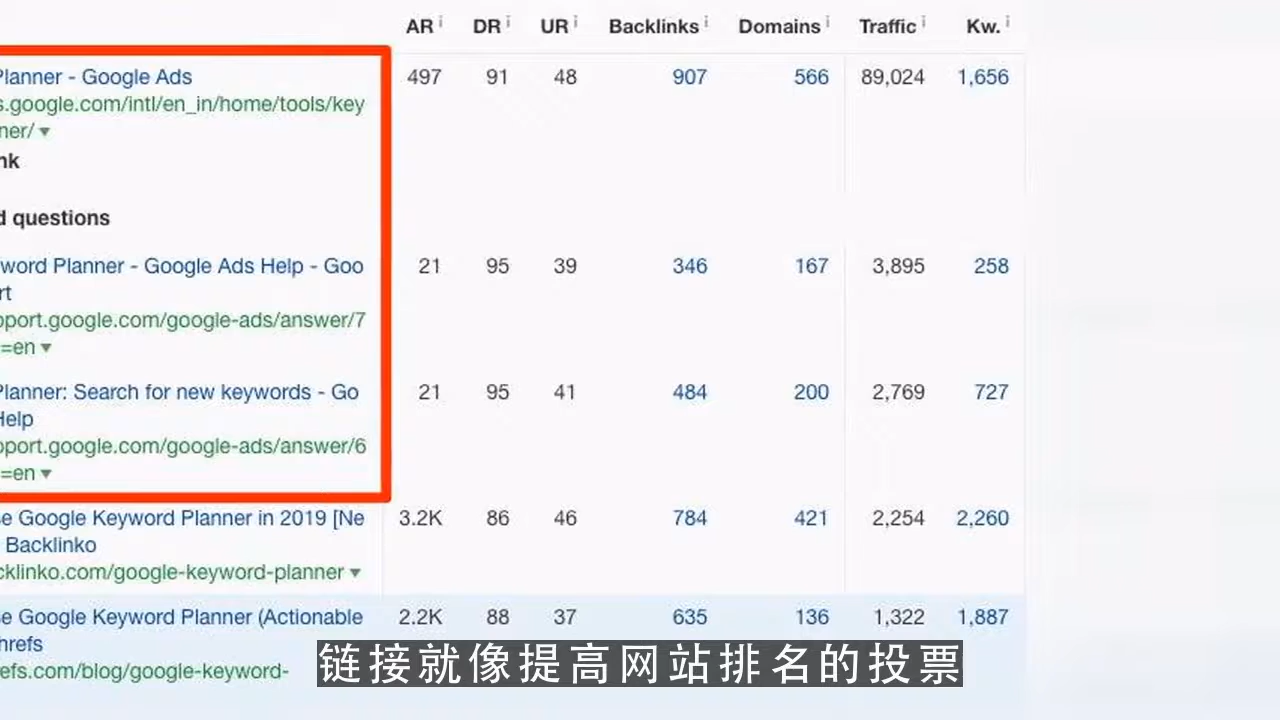 AR DR UR Backlinks Domains Traffic Kw.
Planner - Google Ads 497 91 48 907 566 89,024 1,656
s.google.com/intl/en_in/home/tools/key
ner/
nk
d questions
word Planner - Google Ads Help - Goo 21 95 39 346 167 3,895 258
rt
pport.google.com/google-ads/answer/7
=en
Planner: Search for new keywords - Go 21 95 41 484 200 2,769 727
Help
pport.google.com/google-ads/answer/6
=en
e Google Keyword Planner in 2019 [Ne 3.2K 86 46 784 421 2,254 2,260
Backlinko
cklinko.com/google-keyword-planner
e Google Keyword Planner (Actionable 2.2K 88 37 635 136 1,322 1,887
hrefs
efs.com/blog/google-keyword-
链接就像提高网站排名的投票